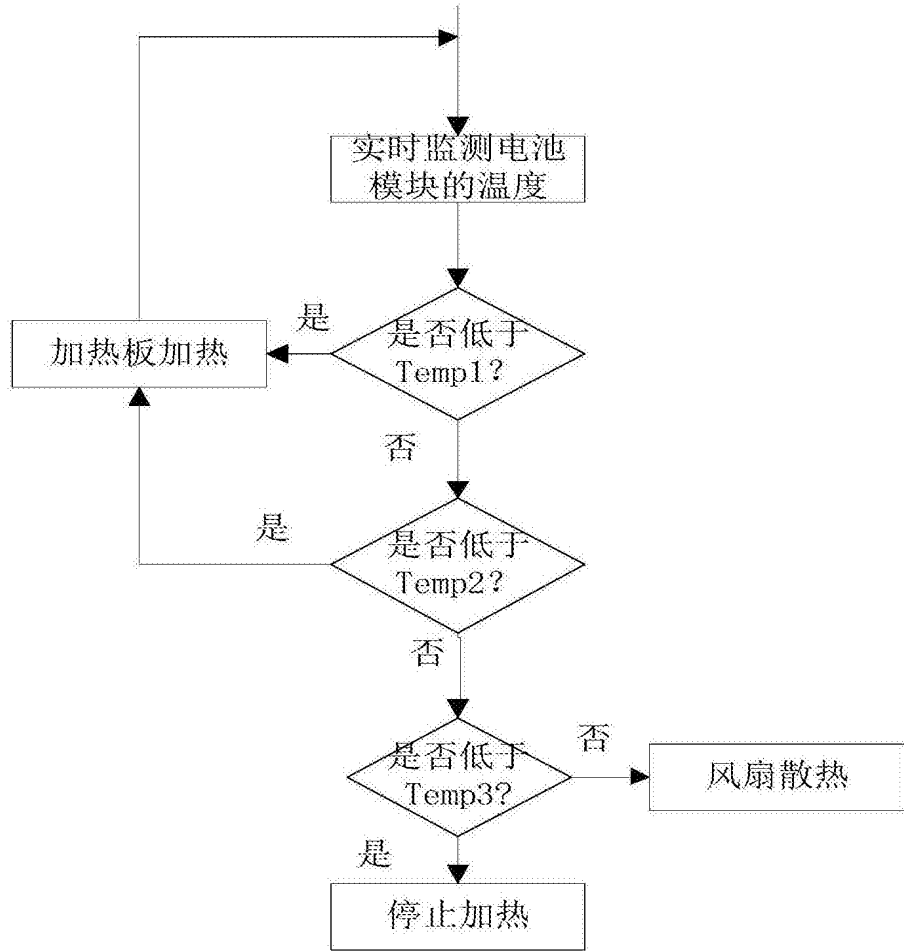 实时监测电池
模块的温度
是
是否低于
Temp1?
加热板加热
否
是
是否低于
Temp2?
否
是否低于
Temp3?
否
风扇散热
是
停止加热